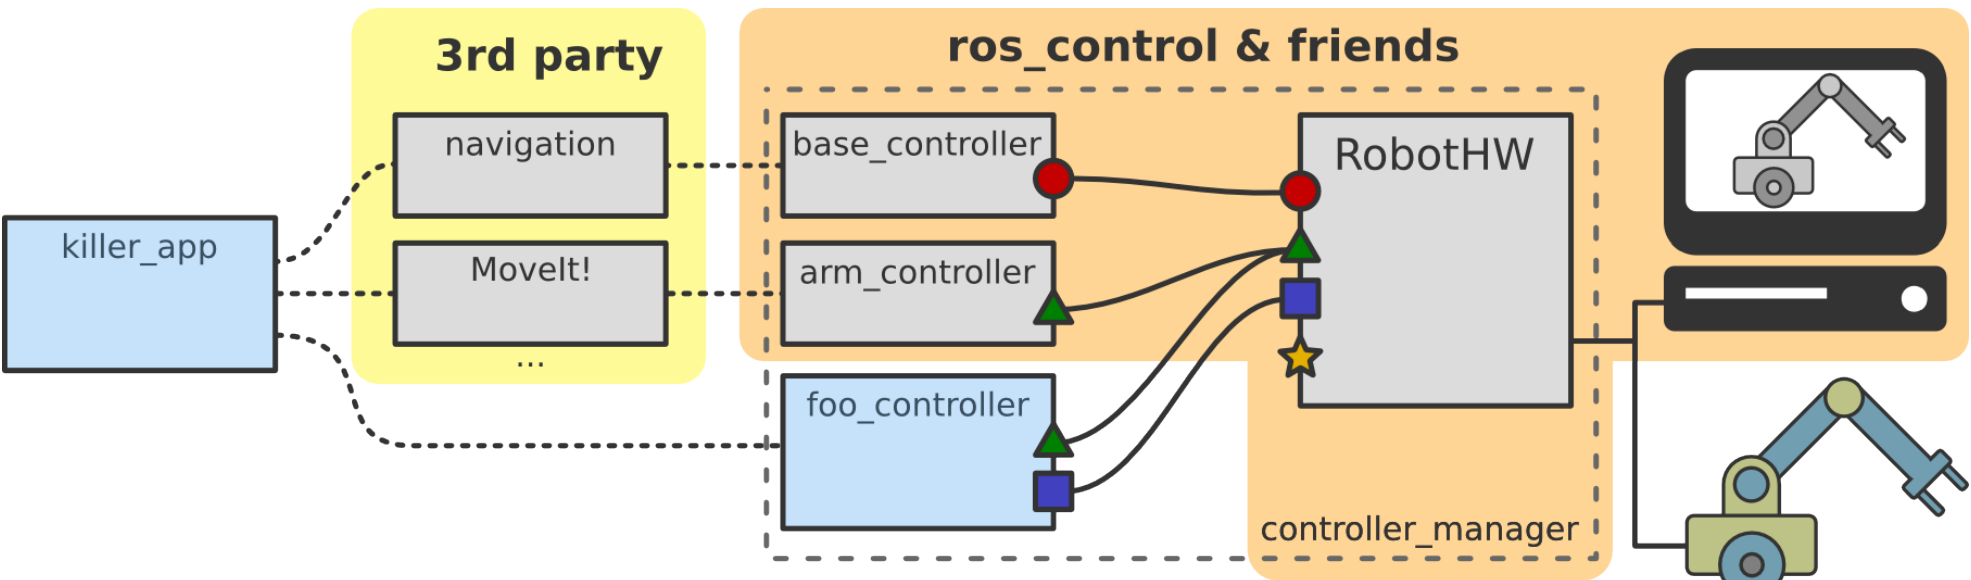 3rd party
ros_control & friends
navigation
base_controller
RobotHW
killer_app
MoveIt!
arm_controller
...
foo_controller
controller_manager